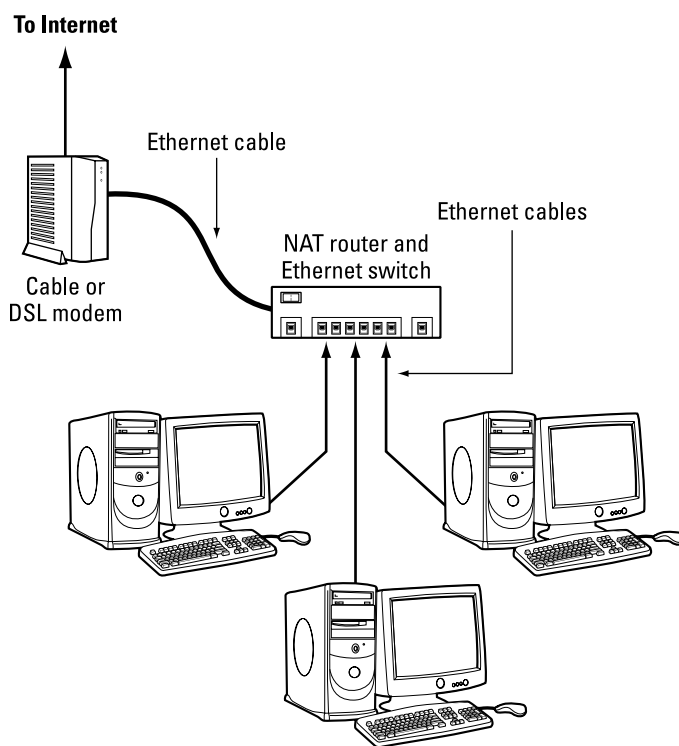 To Internet
Ethernet cable
Ethernet cables
NAT router and
Ethernet switch
Cable or
DSL modem